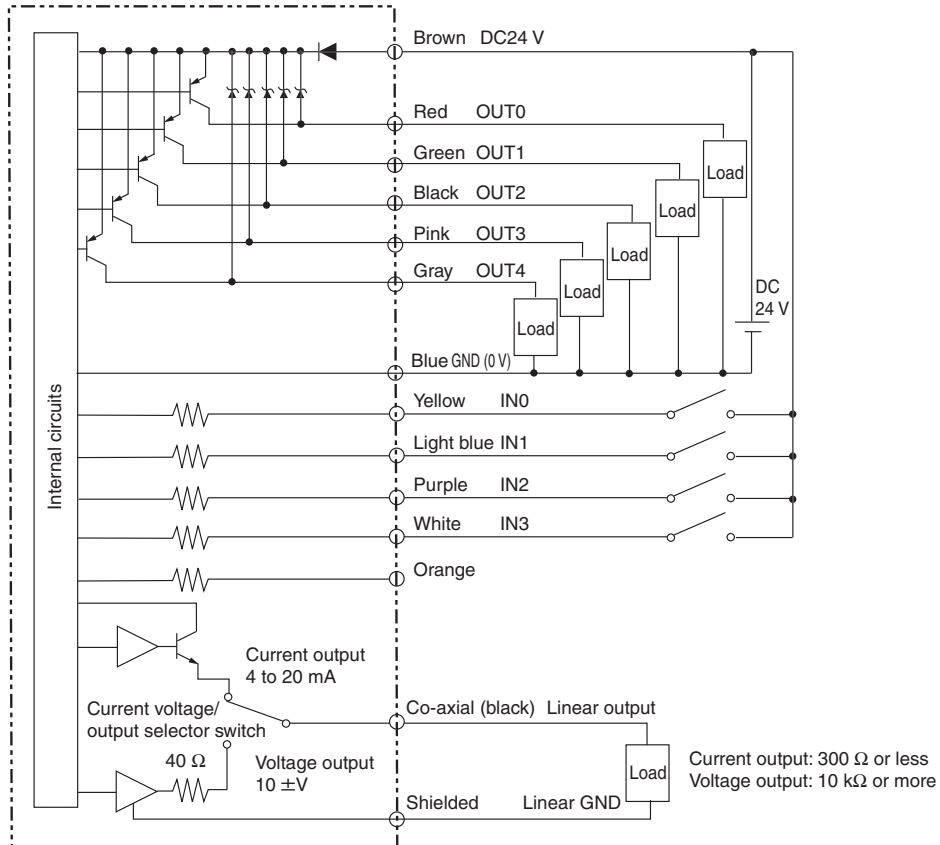 Brown DC24 V
Red OUT0
Green OUT1
Load
Black OUT2
Load
Pink OUT3
Load
Gray OUT4
Load
DC
24 V
Load
Blue GND (0 V)
Internal circuits
Yellow IN0
Light blue IN1
Purple IN2
White IN3
Orange
Current output
4 to 20 mA
Current voltage/
output selector switch
Co-axial (black) Linear output
40 Ω
Voltage output
10 ±V
Load
Current output: 300 Ω or less
Voltage output: 10 kΩ or more
Shielded Linear GND